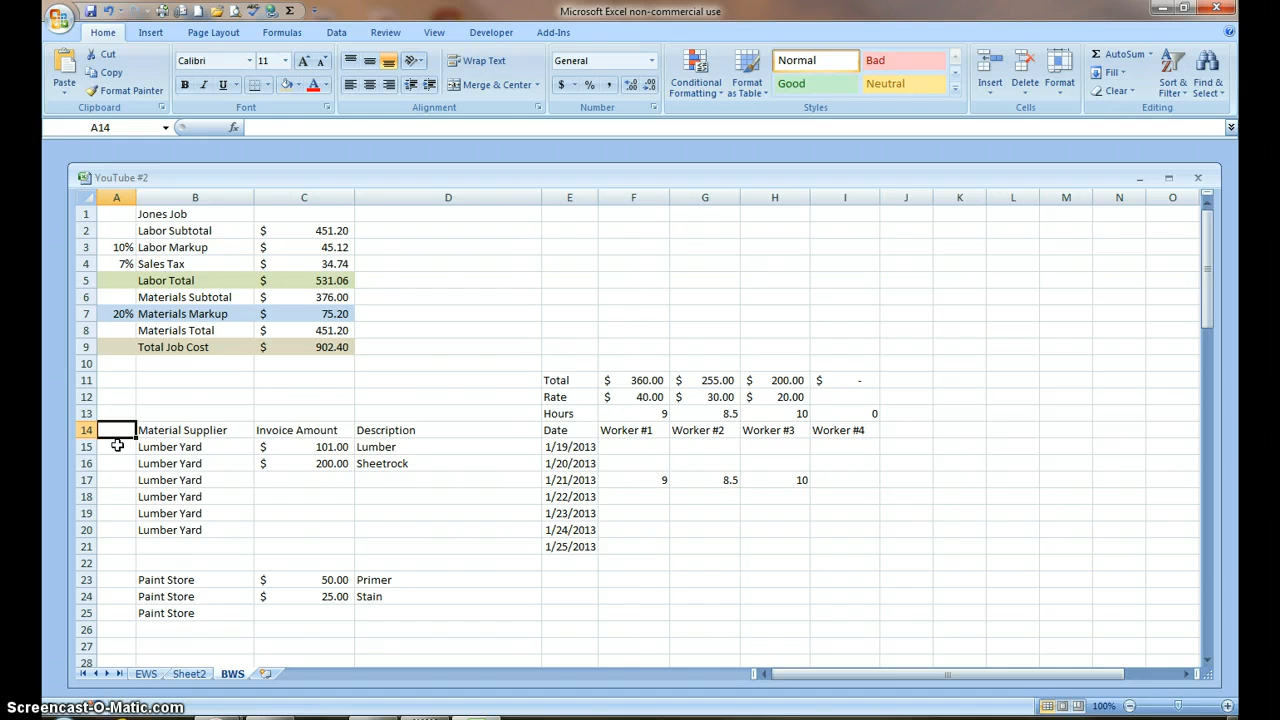 Microsoft Excel non-commercial use
Home Insert Page Layout Formulas Data Review View Developer Add-Ins
Paste
Cut
Copy
Format Painter
Clipboard
Calibri 11
B I U
Font
Wrap Text
Merge & Center
Alignment
General
$ % ,
Number
Conditional Formatting
Format as Table
Normal Bad
Good Neutral
Styles
Insert Delete Format
Cells
AutoSum
Fill
Clear
Sort & Filter
Find & Select
Editing
A14 fx
YouTube #2
A B C D E F G H I J K L M N O
1 Jones Job
2 Labor Subtotal $ 451.20
3 10% Labor Markup $ 45.12
4 7% Sales Tax $ 34.74
5 Labor Total $ 531.06
6 Materials Subtotal $ 376.00
7 20% Materials Markup $ 75.20
8 Materials Total $ 451.20
9 Total Job Cost $ 902.40
10
11 Total $ 360.00 $ 255.00 $ 200.00 $ -
12 Rate $ 40.00 $ 30.00 $ 20.00
13 Hours 9 8.5 10 0
14 Material Supplier Invoice Amount Description Date Worker #1 Worker #2 Worker #3 Worker #4
15 Lumber Yard $ 101.00 Lumber 1/19/2013
16 Lumber Yard $ 200.00 Sheetrock 1/20/2013
17 Lumber Yard 1/21/2013 9 8.5 10
18 Lumber Yard 1/22/2013
19 Lumber Yard 1/23/2013
20 Lumber Yard 1/24/2013
21 1/25/2013
22
23 Paint Store $ 50.00 Primer
24 Paint Store $ 25.00 Stain
25 Paint Store
26
27
28
EWS Sheet2 BWS
100%
Screencast-O-Matic.com